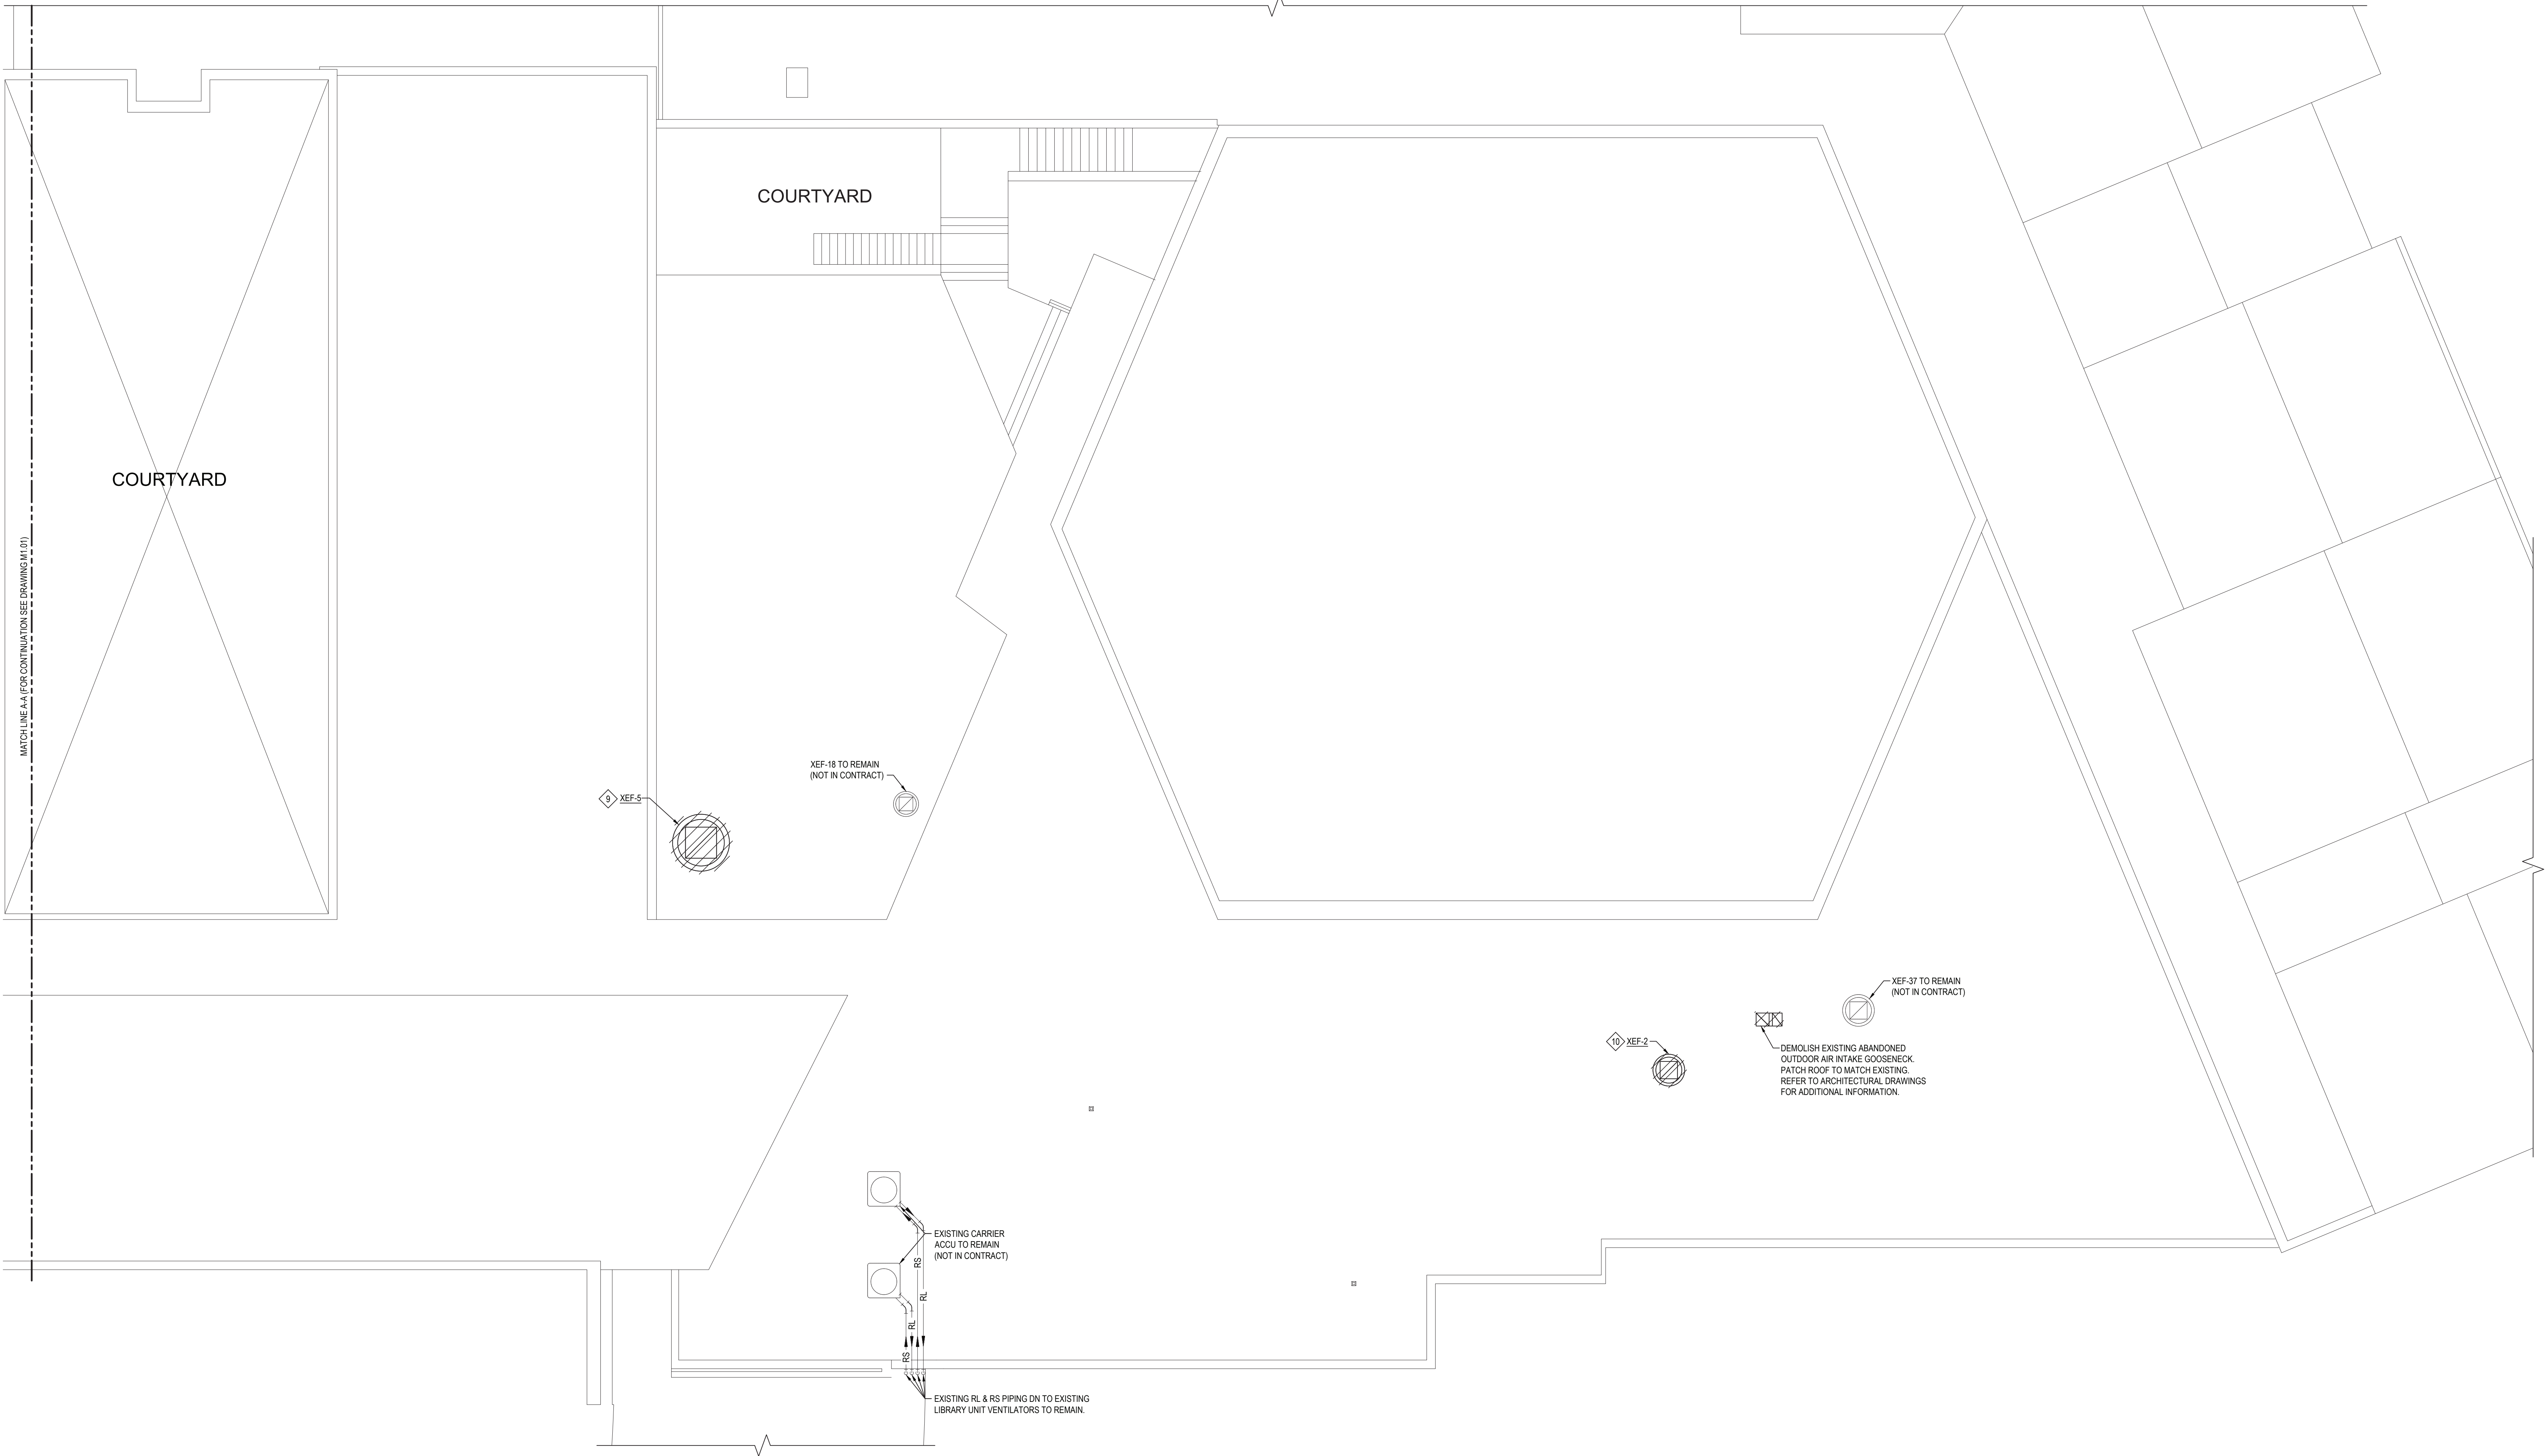 COURTYARD
COURTYARD
MATCH LINE A-A (FOR CONTINUATION SEE DRAWING M1.01)
XEF-18 TO REMAIN
(NOT IN CONTRACT)
9 XEF-5
XEF-37 TO REMAIN
(NOT IN CONTRACT)
10 XEF-2
DEMOLISH EXISTING ABANDONED
OUTDOOR AIR INTAKE GOOSENECK.
PATCH ROOF TO MATCH EXISTING.
REFER TO ARCHITECTURAL DRAWINGS
FOR ADDITIONAL INFORMATION.
EXISTING CARRIER
ACCU TO REMAIN
(NOT IN CONTRACT)
RS
RL
RL
RS
EXISTING RL & RS PIPING DN TO EXISTING
LIBRARY UNIT VENTILATORS TO REMAIN.